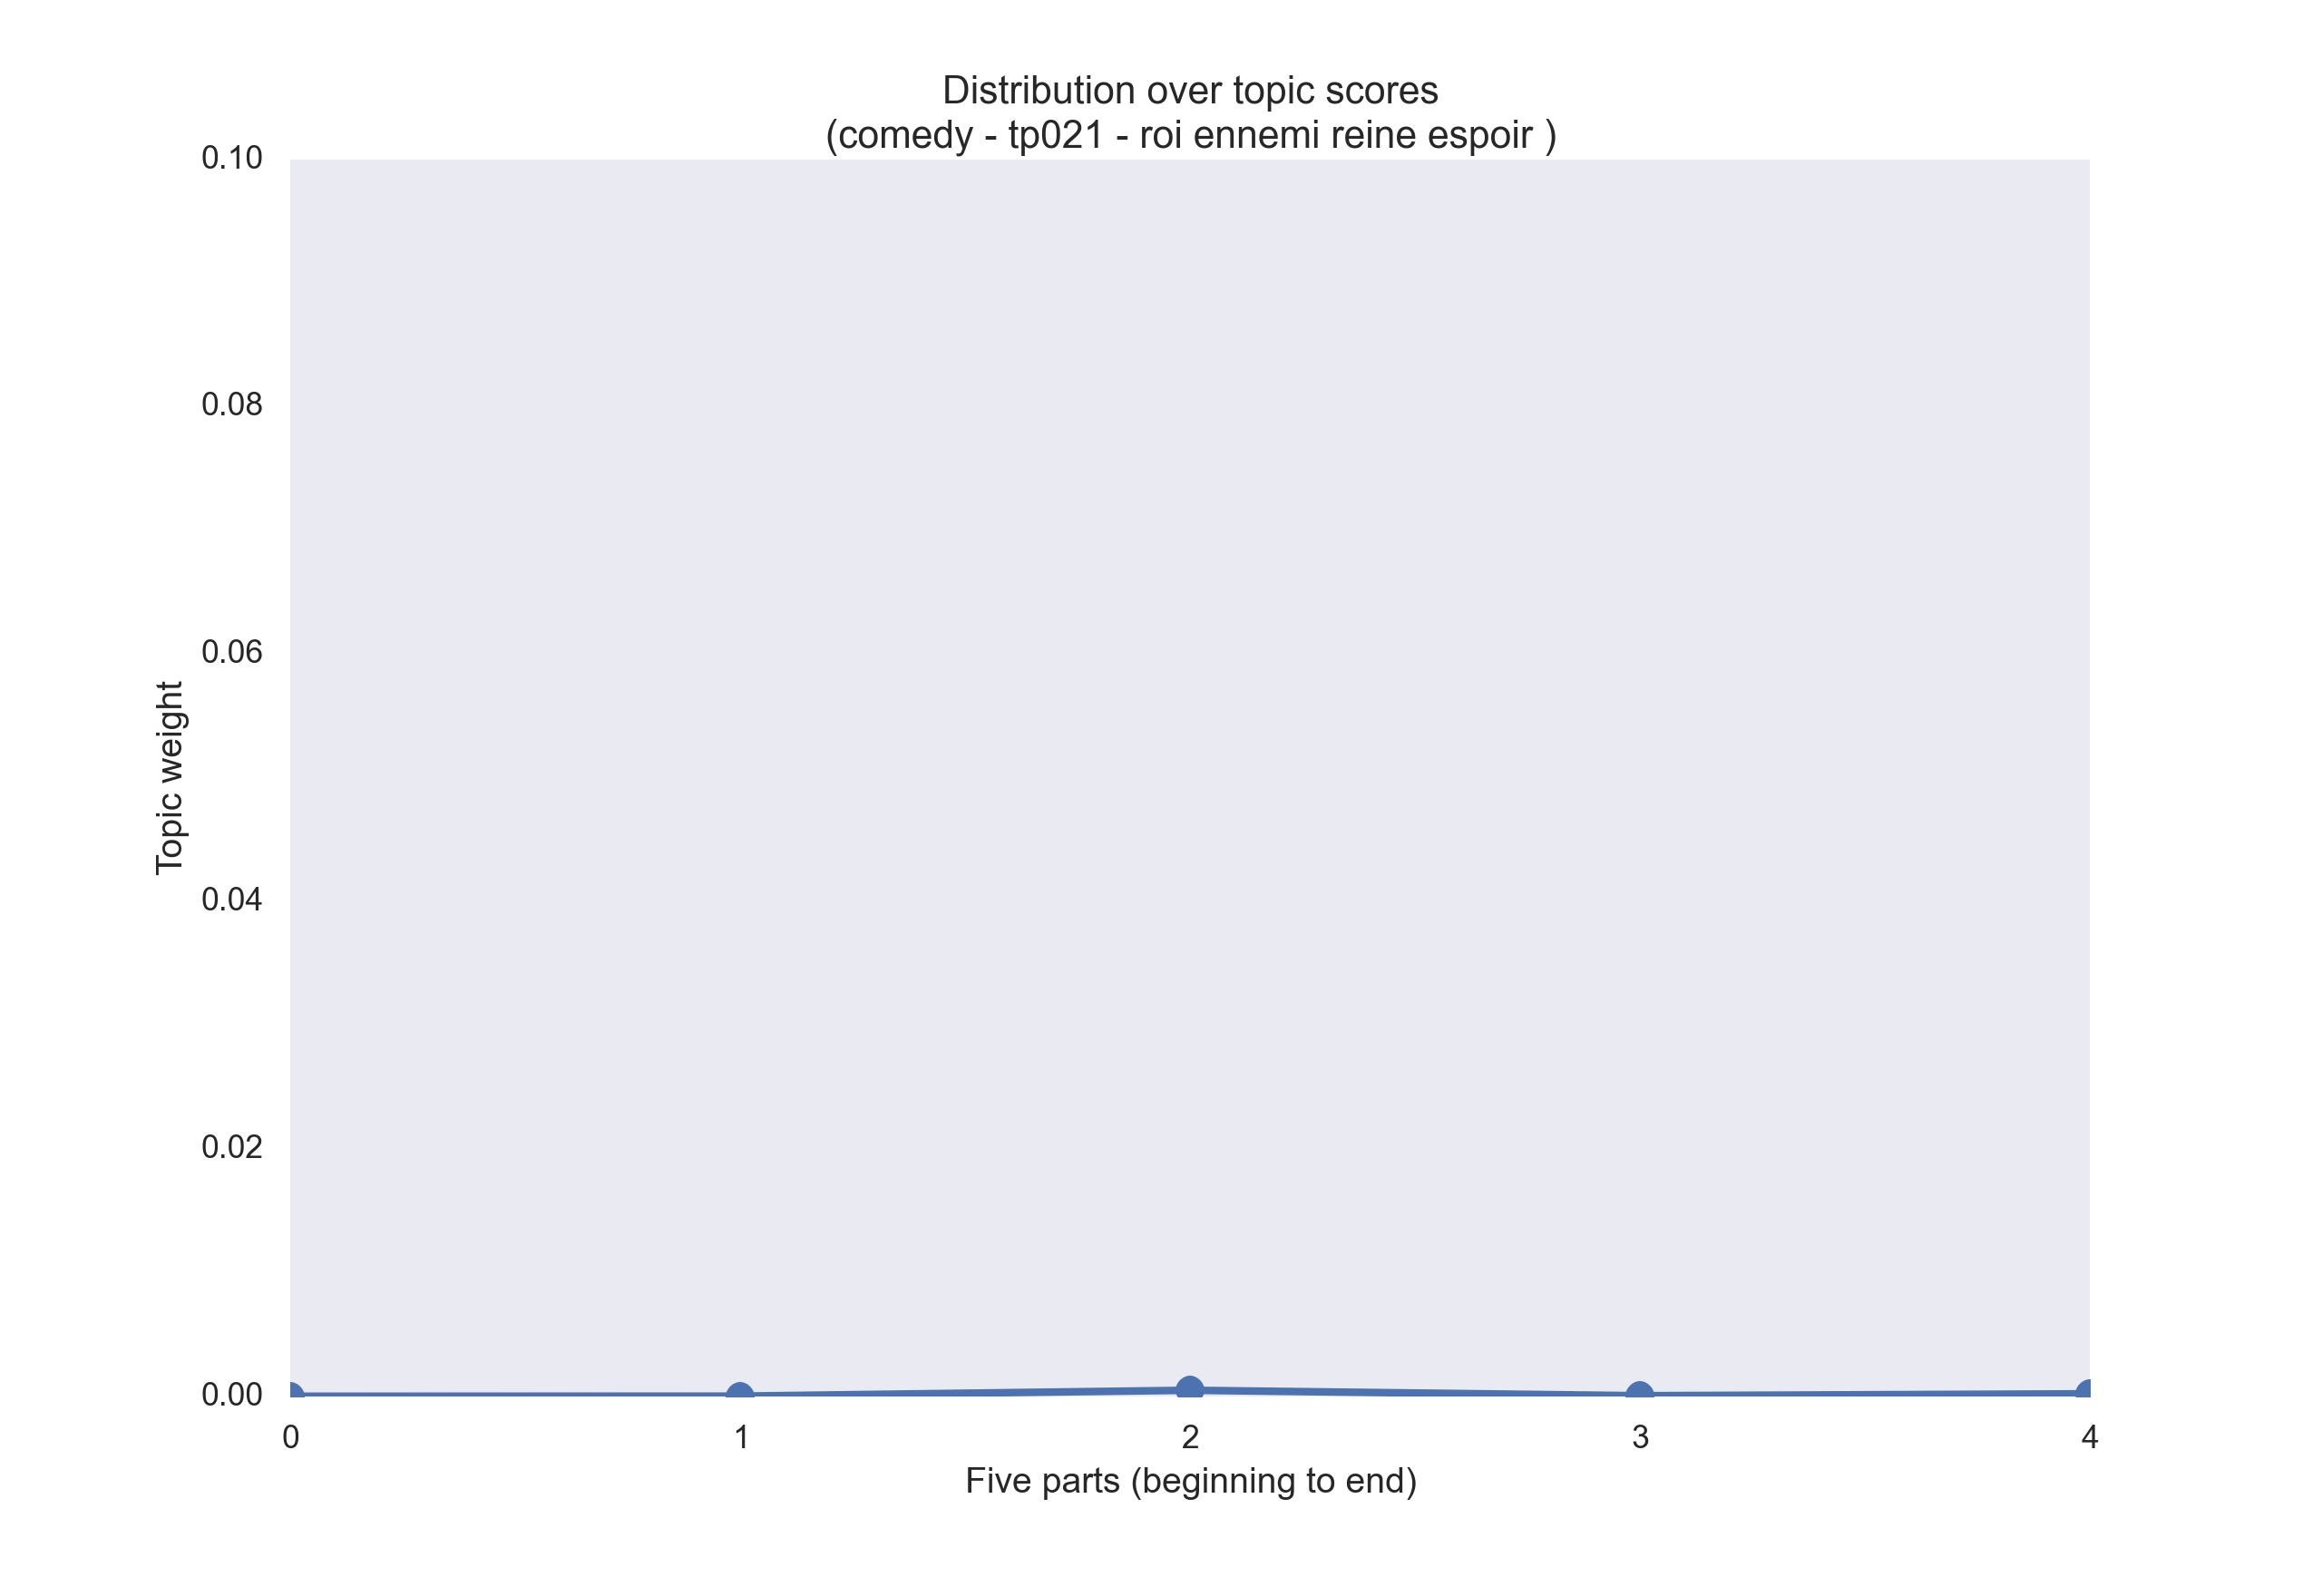 Distribution over topic scores
(comedy - tp021 - roi ennemi reine espoir )
0.10
0.08
0.06
0.04
0.02
0.00
Topic weight
0 1 2 3 4
Five parts (beginning to end)